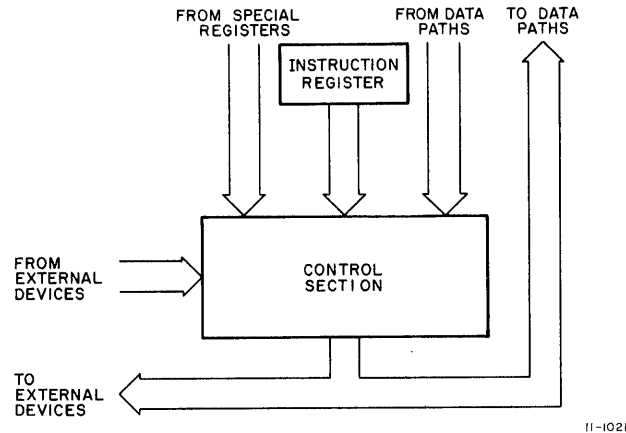 FROM SPECIAL
REGISTERS
FROM DATA
PATHS
TO DATA
PATHS
INSTRUCTION
REGISTER
FROM
EXTERNAL
DEVICES
CONTROL
SECTION
TO
EXTERNAL
DEVICES
11-1021